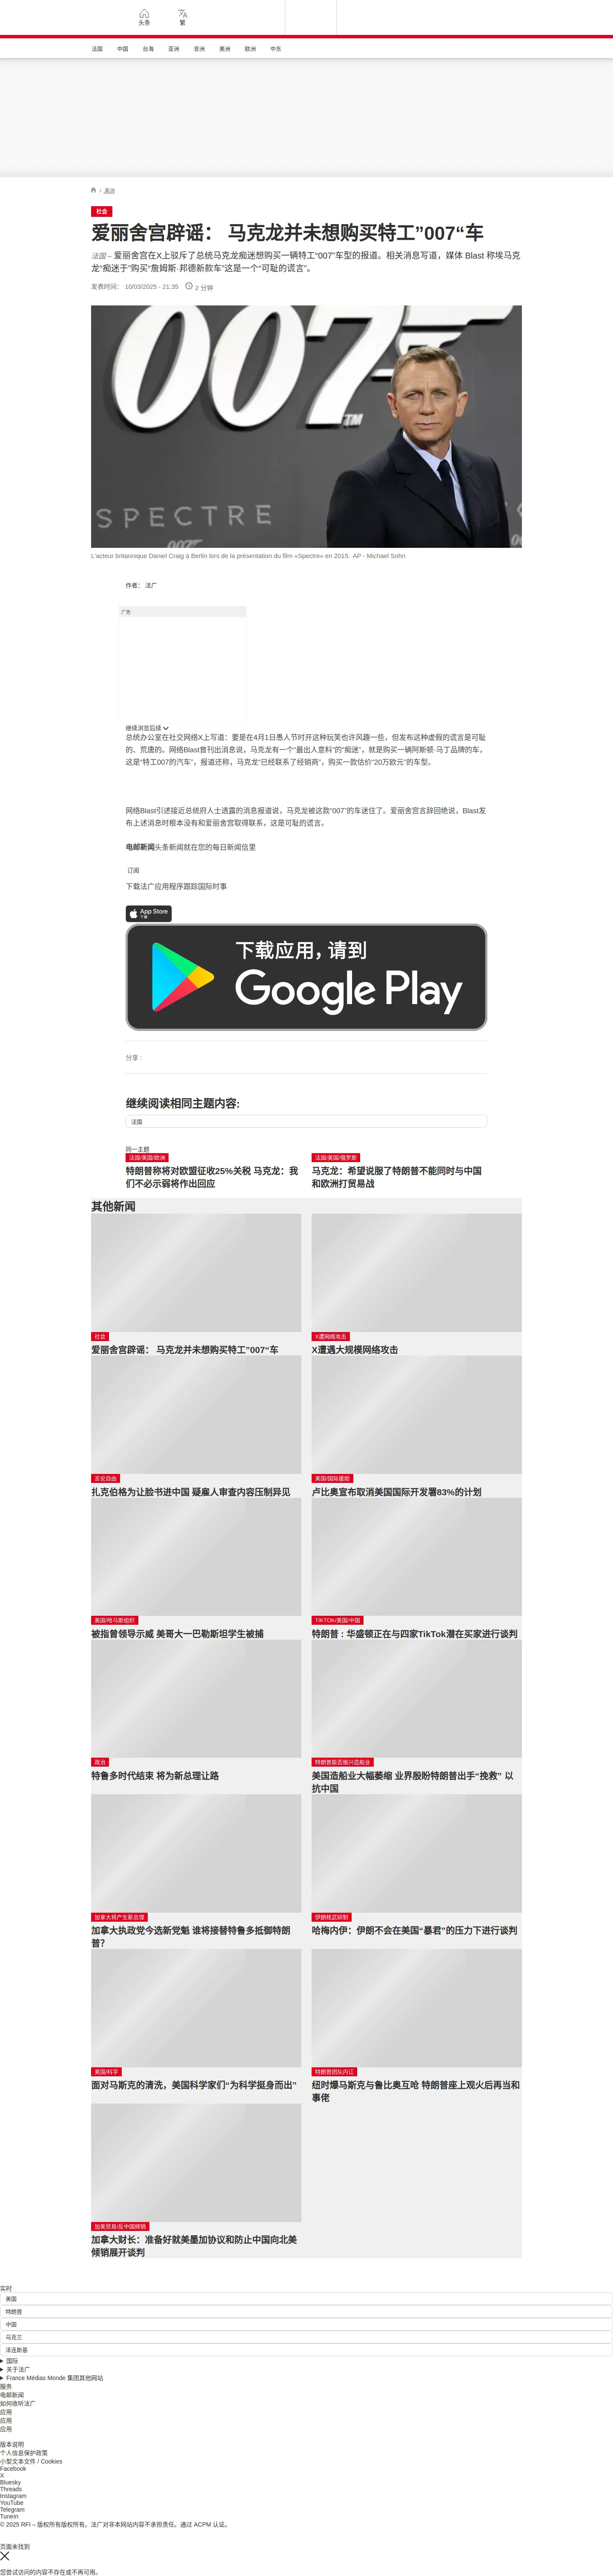 头条
繁
法国
中国
台海
亚洲
非洲
美洲
欧洲
中东
/ 美洲
社会
爱丽舍宫辟谣： 马克龙并未想购买特工”007“车
法国 – 爱丽舍宫在X上驳斥了总统马克龙痴迷想购买一辆特工“007”车型的报道。相关消息写道，媒体 Blast 称埃马克
龙“痴迷于”购买“詹姆斯·邦德新款车”这是一个“可耻的谎言”。
发表时间： 10/03/2025 - 21:35
2 分钟
007
TM
SPECTRE
L'acteur britannique Daniel Craig à Berlin lors de la présentation du film «Spectre» en 2015. AP - Michael Sohn
作者： 法广
广告
继续浏览后续
总统办公室在社交网络X上写道：要是在4月1日愚人节时开这种玩笑也许风趣一些，但发布这种虚假的谎言是可耻
的、荒唐的。网络Blast曾刊出消息说，马克龙有一个“最出人意料”的“痴迷”，就是购买一辆阿斯顿·马丁品牌的车，
这是“特工007的汽车”，报道还称，马克龙“已经联系了经销商”，购买一款估价“20万欧元”的车型。
网络Blast引述接近总统府人士透露的消息报道说，马克龙被这款“007”的车迷住了。爱丽舍宫言辞回绝说，Blast发
布上述消息时根本没有和爱丽舍宫取得联系，这是可耻的谎言。
电邮新闻头条新闻就在您的每日新闻信里
订阅
下载法广应用程序跟踪国际时事
App Store
下载
下载应用，请到
Google Play
分享 :
继续阅读相同主题内容:
法国
同一主题
法国/美国/欧洲
特朗普称将对欧盟征收25%关税 马克龙：我
们不必示弱将作出回应
法国/美国/俄罗斯
马克龙：希望说服了特朗普不能同时与中国
和欧洲打贸易战
其他新闻
社会
爱丽舍宫辟谣： 马克龙并未想购买特工”007“车
X遭网络攻击
X遭遇大规模网络攻击
言论自由
扎克伯格为让脸书进中国 疑雇人审查内容压制异见
美国/国际援助
卢比奥宣布取消美国国际开发署83%的计划
美国/哈马斯组织
被指曾领导示威 美哥大一巴勒斯坦学生被捕
TIKTOK/美国/中国
特朗普 : 华盛顿正在与四家TikTok潜在买家进行谈判
政治
特鲁多时代结束 将为新总理让路
特朗普能否振兴造船业
美国造船业大幅萎缩 业界殷盼特朗普出手“挽救” 以
抗中国
加拿大将产生新总理
加拿大执政党今选新党魁 谁将接替特鲁多抵御特朗
普？
伊朗核武研制
哈梅内伊：伊朗不会在美国“暴君”的压力下进行谈判
美国/科学
面对马斯克的清洗，美国科学家们“为科学挺身而出”
特朗普团队内讧
纽时爆马斯克与鲁比奥互呛 特朗普座上观火后再当和
事佬
加美贸易/反中国倾销
加拿大财长：准备好就美墨加协议和防止中国向北美
倾销展开谈判
实时
美国
特朗普
中国
乌克兰
泽连斯基
国际
关于法广
France Médias Monde 集团其他网站
服务
电邮新闻
如何收听法广
应用
应用
应用
版本说明
个人信息保护政策
小型文本文件 / Cookies
Facebook
X
Bluesky
Threads
Instagram
YouTube
Telegram
TuneIn
© 2025 RFI – 版权所有版权所有。法广对非本网站内容不承担责任。通过 ACPM 认证。
页面未找到
您尝试访问的内容不存在或不再可用。